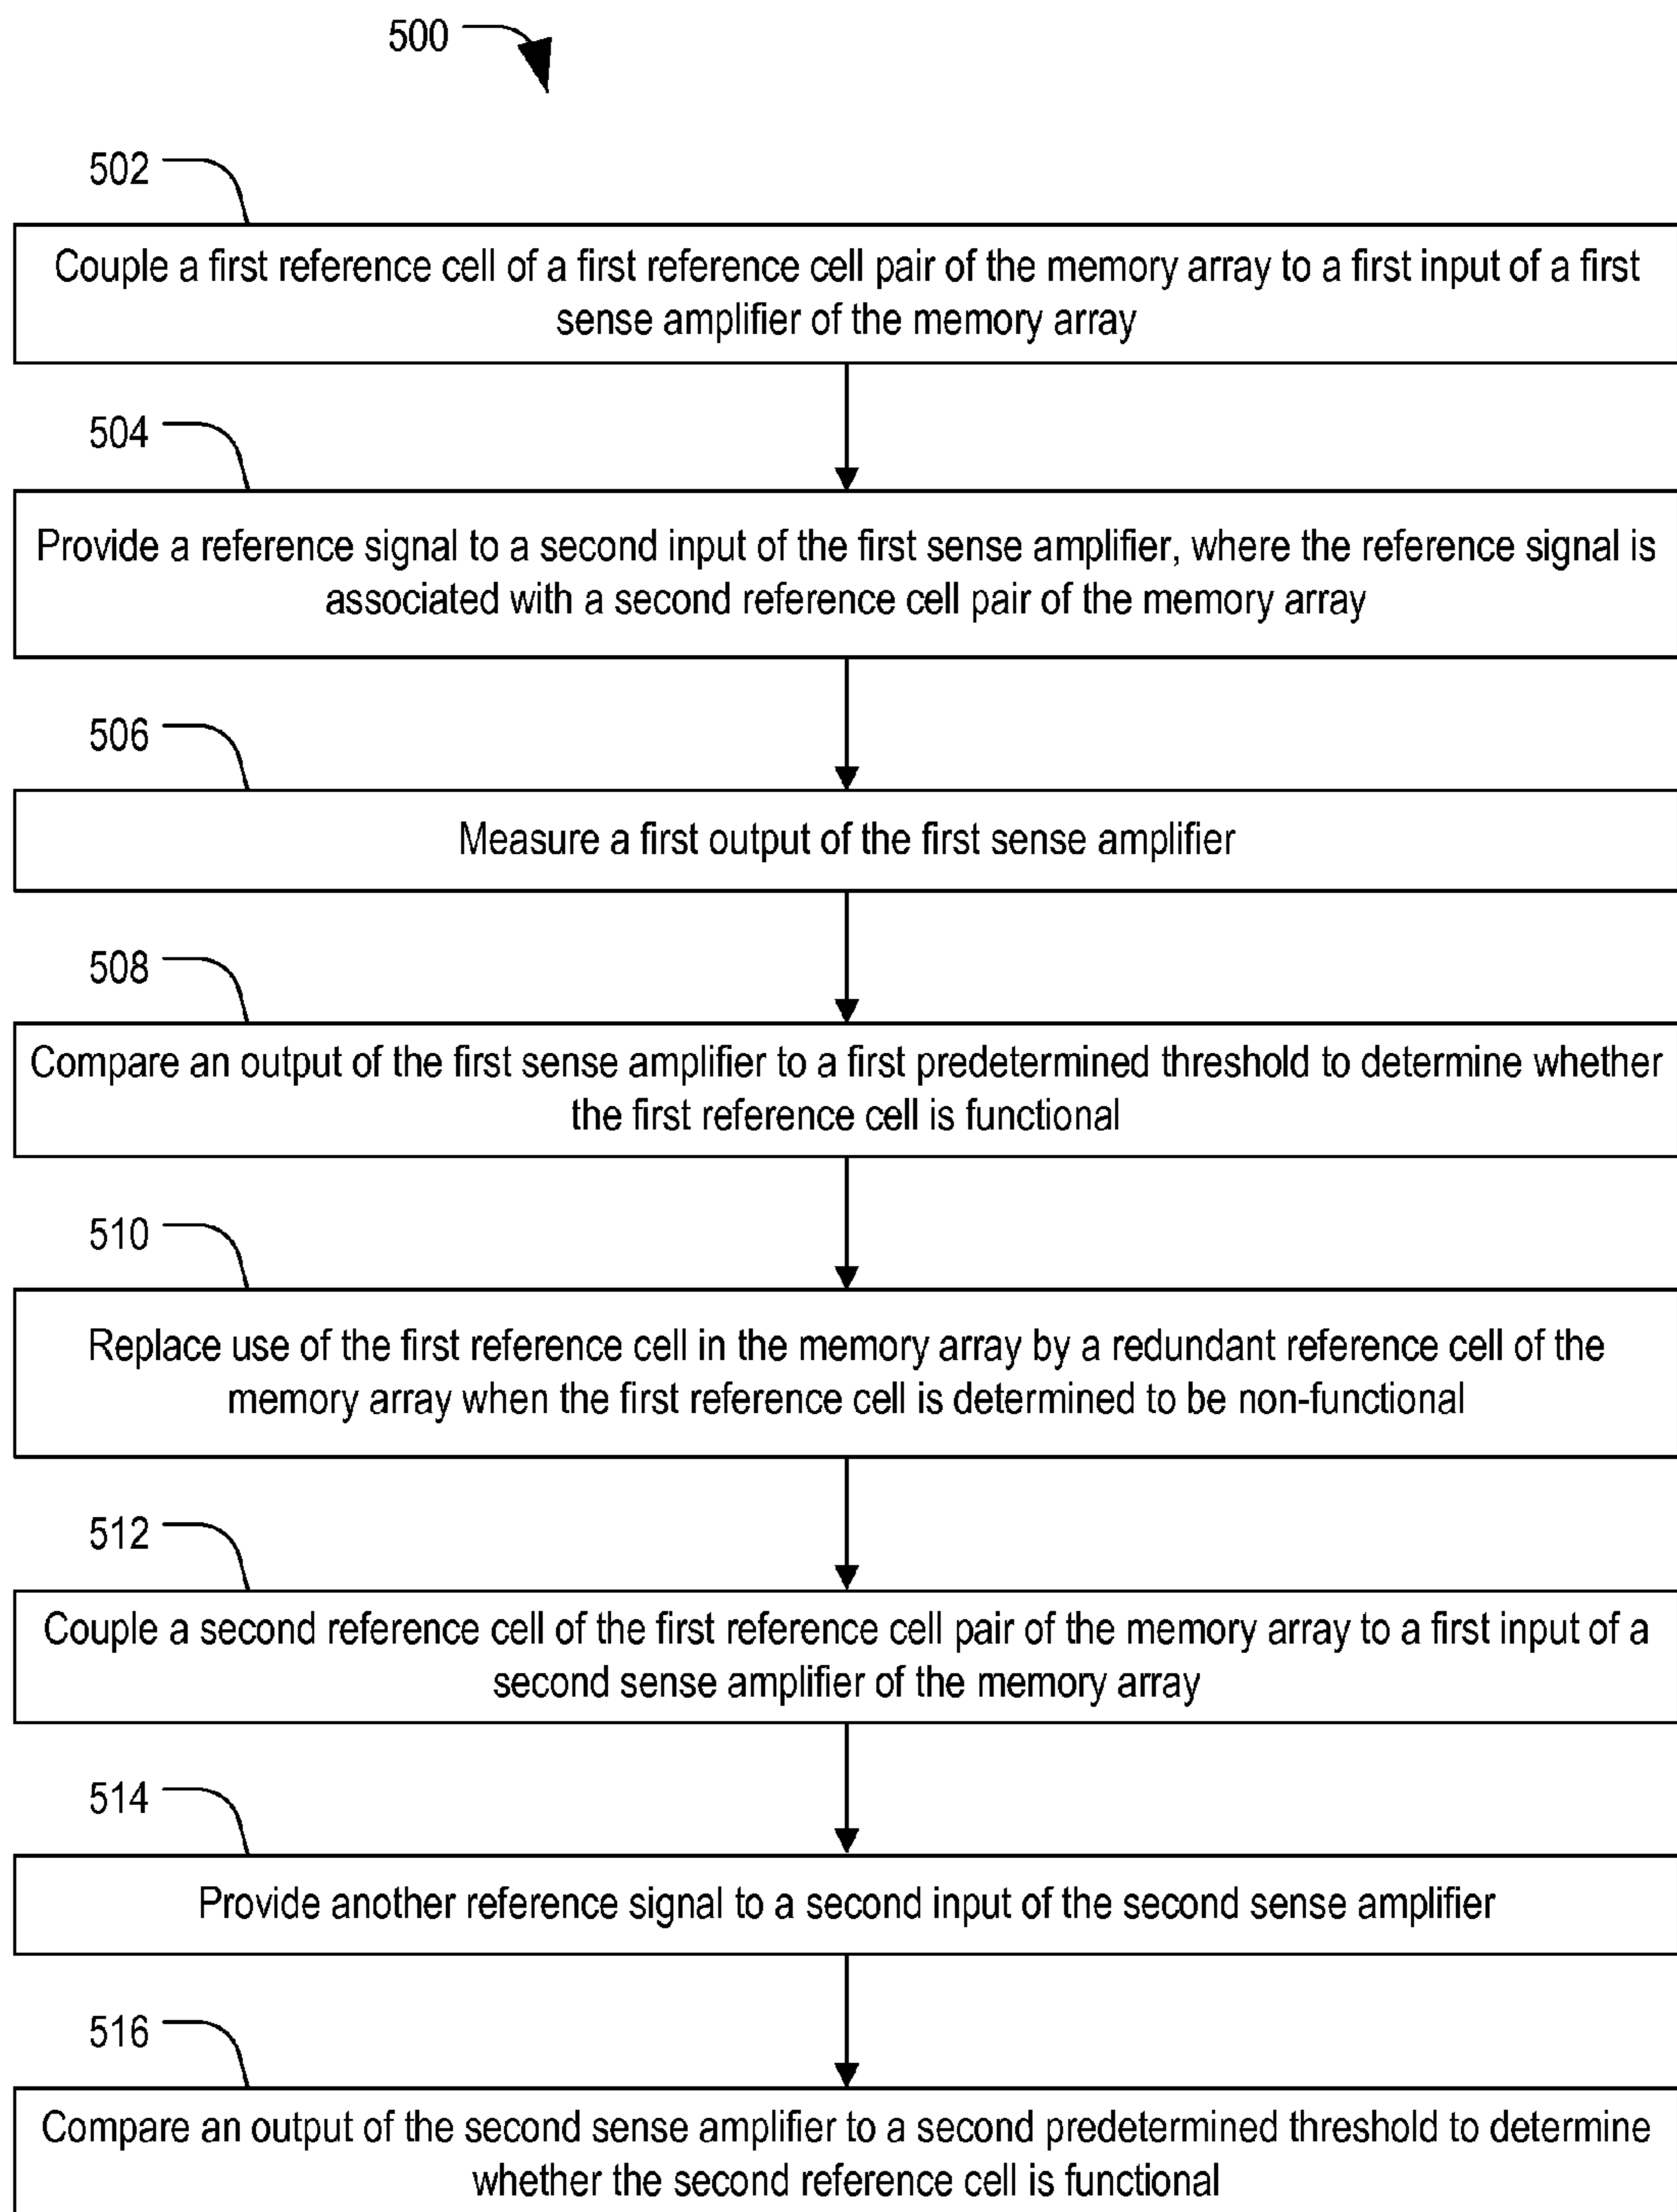 500
502
Couple a first reference cell of a first reference cell pair of the memory array to a first input of a first
sense amplifier of the memory array
504
Provide a reference signal to a second input of the first sense amplifier, where the reference signal is
associated with a second reference cell pair of the memory array
506
Measure a first output of the first sense amplifier
508
Compare an output of the first sense amplifier to a first predetermined threshold to determine whether
the first reference cell is functional
510
Replace use of the first reference cell in the memory array by a redundant reference cell of the
memory array when the first reference cell is determined to be non-functional
512
Couple a second reference cell of the first reference cell pair of the memory array to a first input of a
second sense amplifier of the memory array
514
Provide another reference signal to a second input of the second sense amplifier
516
Compare an output of the second sense amplifier to a second predetermined threshold to determine
whether the second reference cell is functional